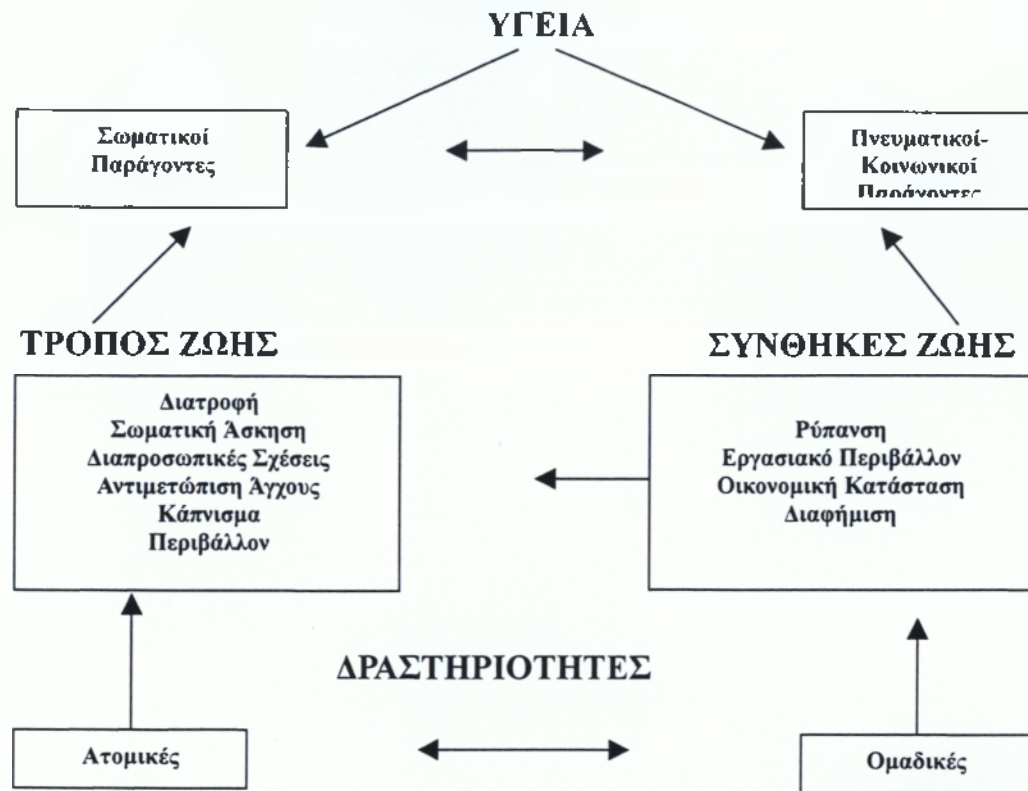 ΥΓΕΙΑ
Σωματικοί
Παράγοντες
Πνευματικοί-
Κοινωνικοί
Παράγοντες
ΤΡΟΠΟΣ ΖΩΗΣ
ΣΥΝΘΗΚΕΣ ΖΩΗΣ
Διατροφή
Σωματική Άσκηση
Διαπροσωπικές Σχέσεις
Αντιμετώπιση Άγχους
Κάπνισμα
Περιβάλλον
Ρύπανση
Εργασιακό Περιβάλλον
Οικονομική Κατάσταση
Διαφήμιση
ΔΡΑΣΤΗΡΙΟΤΗΤΕΣ
Ατομικές
Ομαδικές